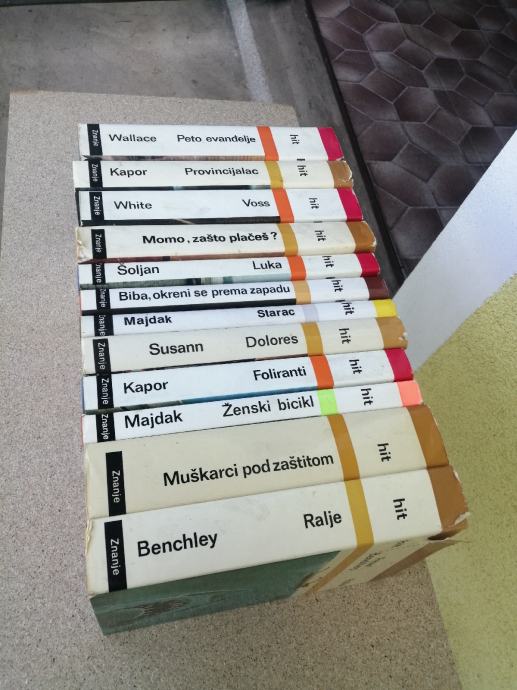 Znanje Wallace Peto evanđelje hit
Znanje Kapor Provincijalac hit
Znanje White Voss hit
Znanje Momo, zašto plačeš? hit
Znanje Šoljan Luka hit
Znanje Biba, okreni se prema zapadu hit
Znanje Majdak Starac hit
Znanje Susann Dolores hit
Znanje Kapor Foliranti hit
Znanje Majdak Ženski bicikl hit
Znanje Muškarci pod zaštitom hit
Znanje Benchley Ralje hit